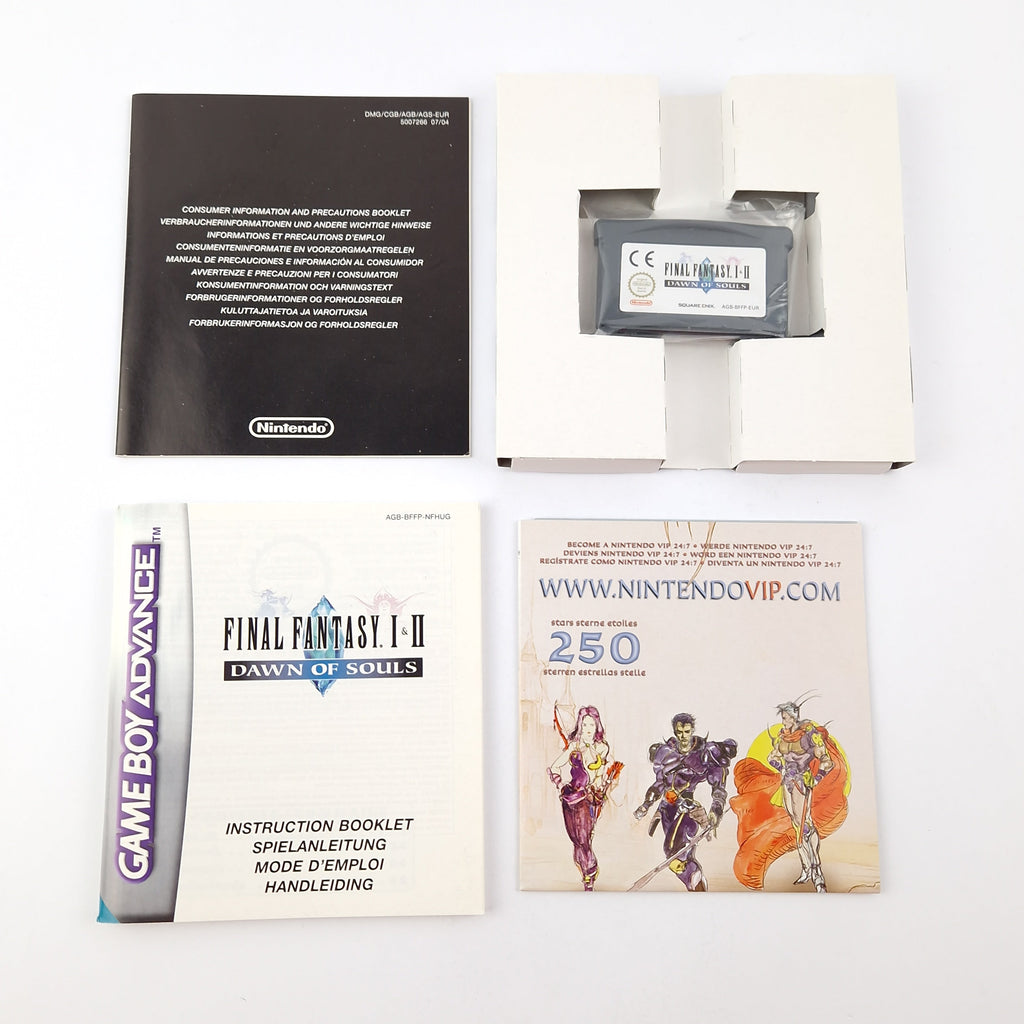 DMG/CGB/AGB/AGS-EUR
5007266 07/04
CONSUMER INFORMATION AND PRECAUTIONS BOOKLET
VERBRAUCHERINFORMATIONEN UND ANDERE WICHTIGE HINWEISE
INFORMATIONS ET PRECAUTIONS D'EMPLOI
CONSUMENTENINFORMATIE EN VOORZORGMAATREGELEN
MANUAL DE PRECAUCIONES E INFORMACIÓN AL CONSUMIDOR
AVVERTENZE E PRECAUZIONI PER I CONSUMATORI
KONSUMENTINFORMATION OCH VARNINGSTEXT
FORBRUGERINFORMATIONER OG FORHOLDSREGLER
KULUTTAJATIETOA JA VAROITUKSIA
FORBRUKERINFORMASJON OG FORHOLDSREGLER
Nintendo
CE
FINAL FANTASY. I & II
DAWN OF SOULS
Nintendo
SQUARE ENIX. AGB-BFFP-EUR
AGB-BFFP-NFHUG
GAME BOY ADVANCE™
FINAL FANTASY. I & II
DAWN OF SOULS
INSTRUCTION BOOKLET
SPIELANLEITUNG
MODE D'EMPLOI
HANDLEIDING
BECOME A NINTENDO VIP 24:7 • WERDE NINTENDO VIP 24:7
DEVIENS NINTENDO VIP 24:7 • WORD EEN NINTENDO VIP 24:7
REGÍSTRATE COMO NINTENDO VIP 24:7 • DIVENTA UN NINTENDO VIP 24:7
WWW.NINTENDOVIP.COM
stars sterne etoiles
250
sterren estrellas stelle